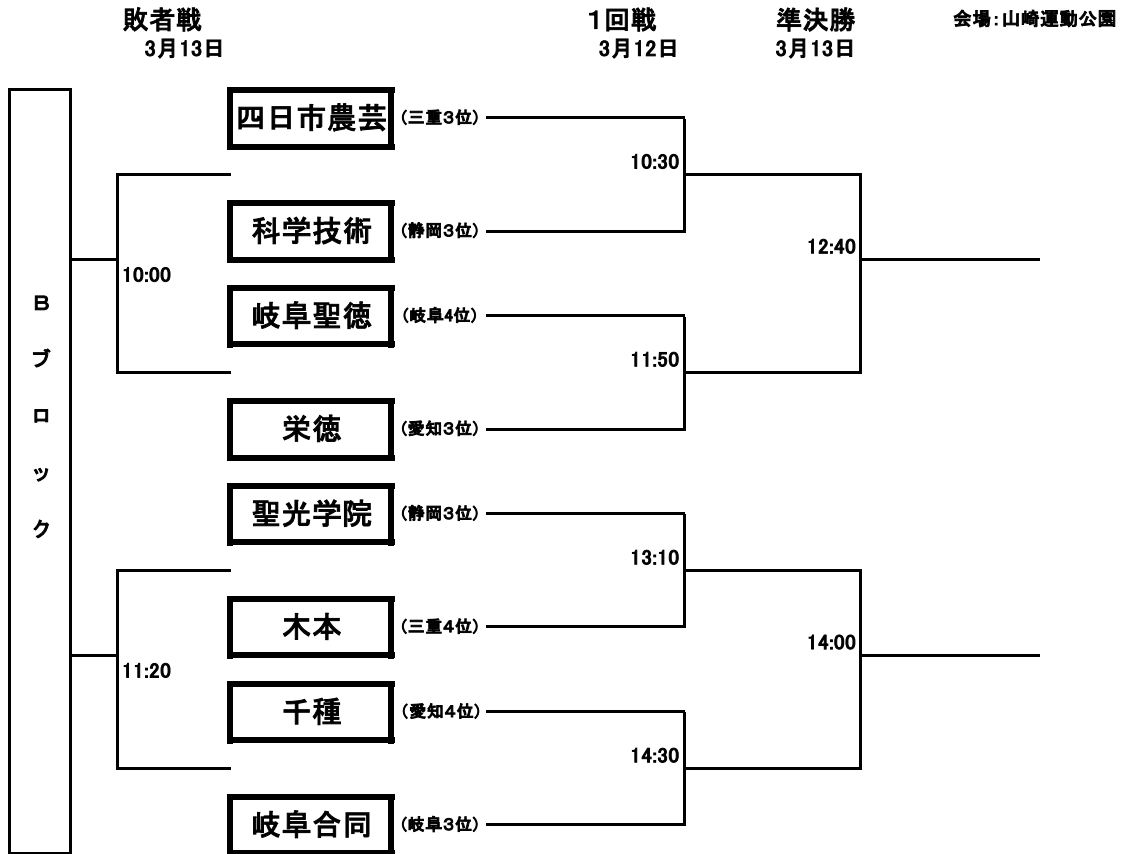 敗者戦
3月13日
1回戦
3月12日
準決勝
3月13日
会場:山崎運動公園
Bブロック
四日市農芸 (三重3位)
10:30
科学技術 (静岡3位)
12:40
10:00
岐阜聖徳 (岐阜4位)
11:50
栄徳 (愛知3位)
聖光学院 (静岡3位)
13:10
木本 (三重4位)
14:00
11:20
千種 (愛知4位)
14:30
岐阜合同 (岐阜3位)